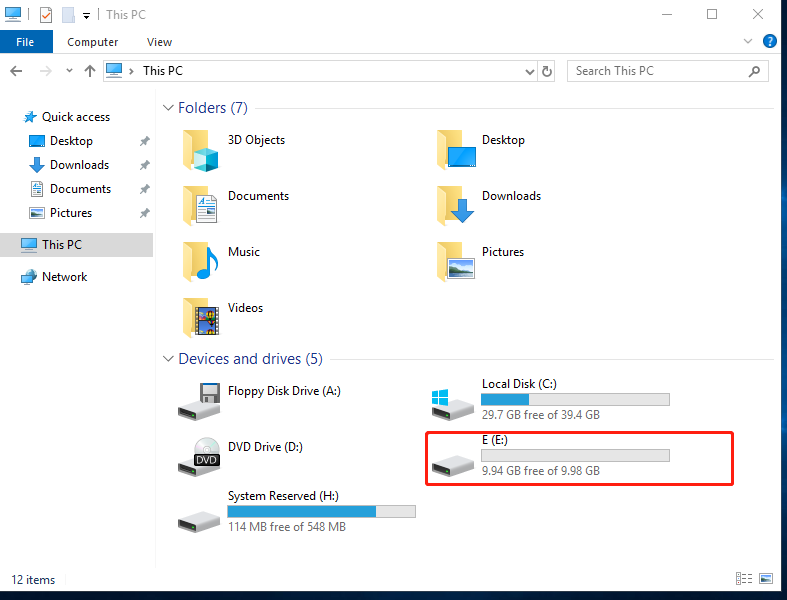 This PC
File
Computer
View
This PC
Search This PC
Quick access
Desktop
Downloads
Documents
Pictures
This PC
Network
Folders (7)
3D Objects
Desktop
Documents
Downloads
Music
Pictures
Videos
Devices and drives (5)
Floppy Disk Drive (A:)
Local Disk (C:)
29.7 GB free of 39.4 GB
DVD Drive (D:)
DVD
E (E:)
9.94 GB free of 9.98 GB
System Reserved (H:)
114 MB free of 548 MB
12 items